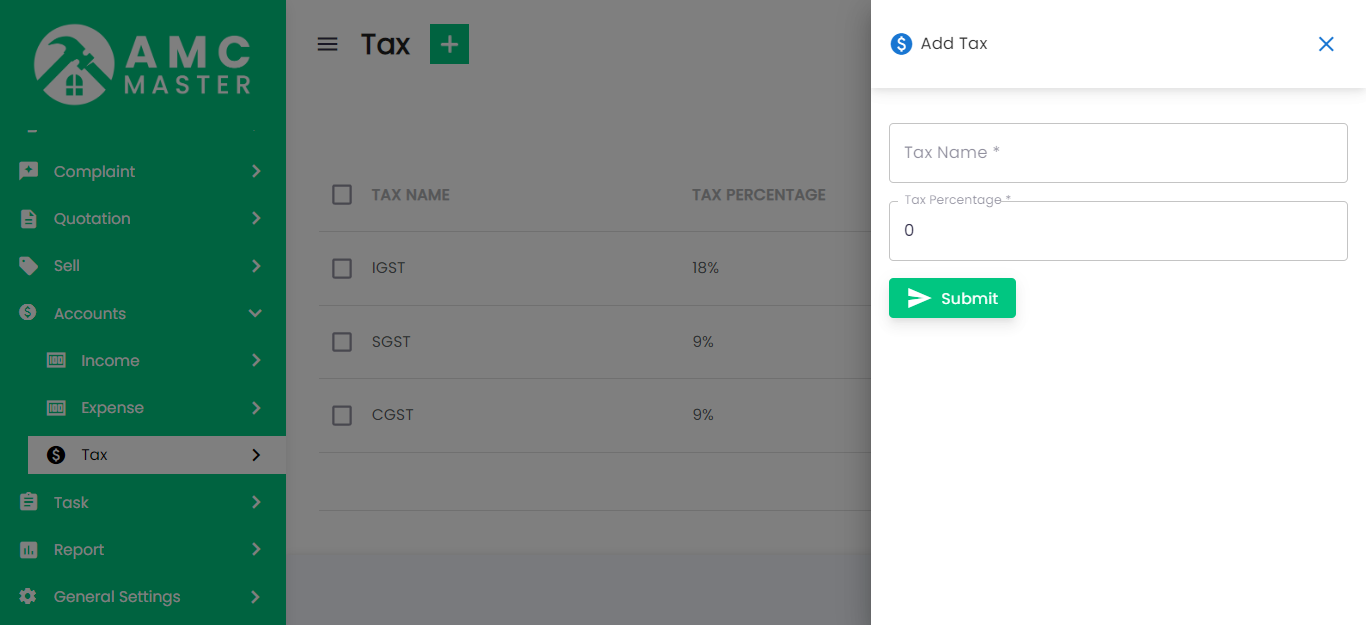 AMC
MASTER
Complaint
Quotation
Sell
Accounts
Income
Expense
Tax
Task
Report
General Settings
Tax
TAX NAME TAX PERCENTAGE
IGST 18%
SGST 9%
CGST 9%
Add Tax
Tax Name *
Tax Percentage *
0
Submit